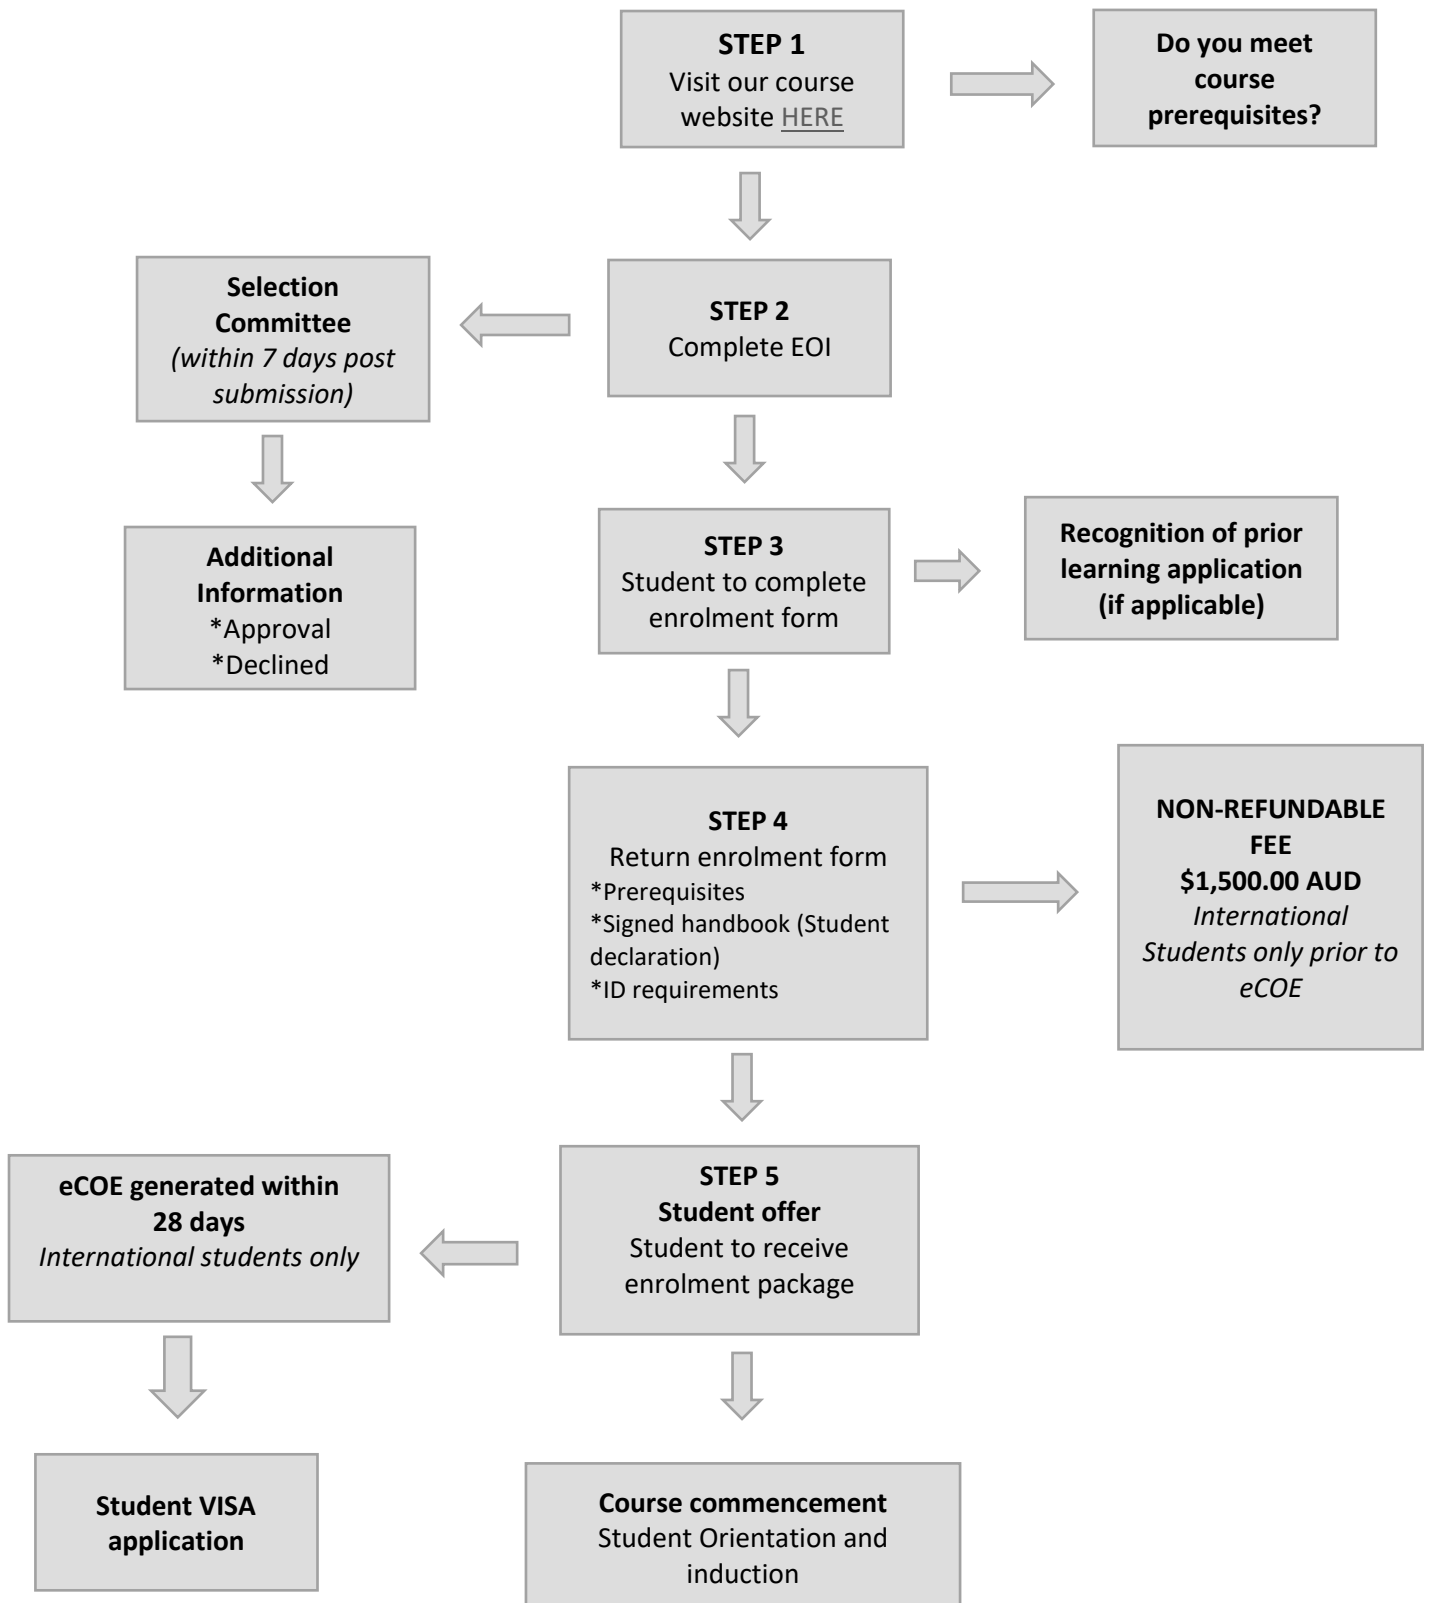 STEP 1
Visit our course
website HERE
Do you meet
course
prerequisites?
Selection
Committee
(within 7 days post
submission)
STEP 2
Complete EOI
Additional
Information
*Approval
*Declined
STEP 3
Student to complete
enrolment form
Recognition of prior
learning application
(if applicable)
STEP 4
Return enrolment form
*Prerequisites
*Signed handbook (Student
declaration)
*ID requirements
NON-REFUNDABLE
FEE
$1,500.00 AUD
International
Students only prior to
eCOE
eCOE generated within
28 days
International students only
STEP 5
Student offer
Student to receive
enrolment package
Student VISA
application
Course commencement
Student Orientation and
induction